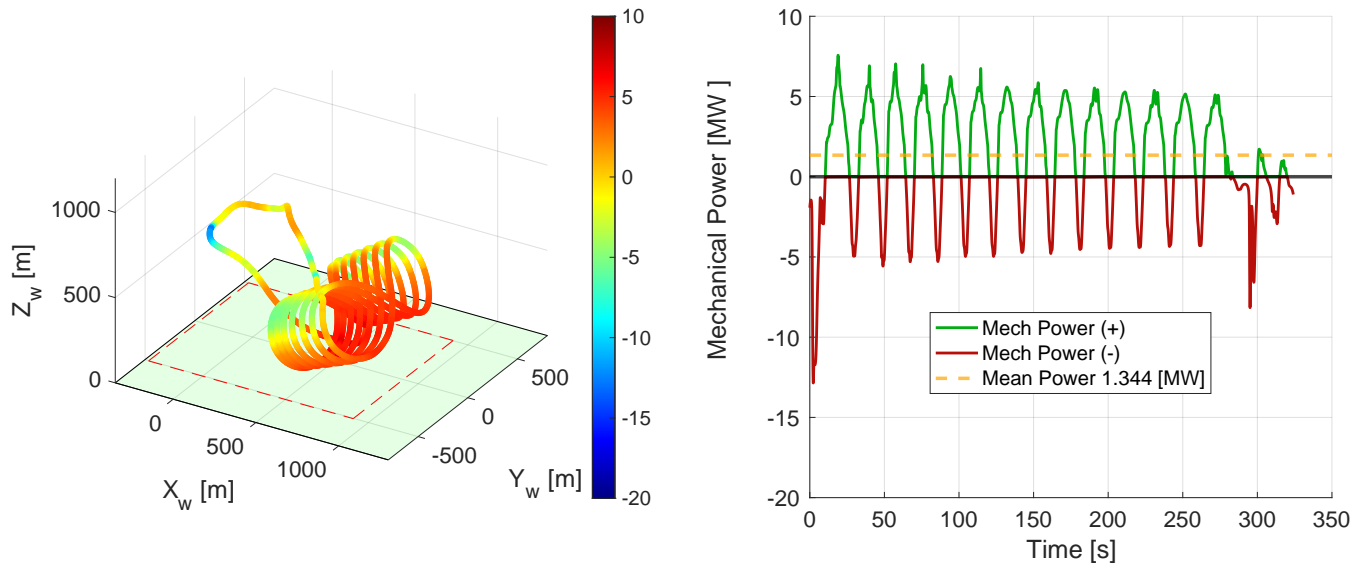 1000
500
0
Z_w [m]
0
500
1000
X_w [m]
-500
0
500
Y_w [m]
10
5
0
-5
-10
-15
-20
10
5
0
-5
-10
-15
-20
Mechanical Power [MW]
Mech Power (+)
Mech Power (-)
Mean Power 1.344 [MW]
0 50 100 150 200 250 300 350
Time [s]